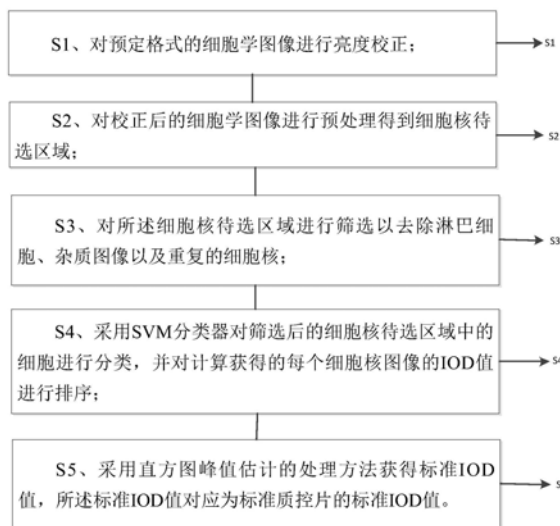 S1、对预定格式的细胞学图像进行亮度校正；
S1
S2、对校正后的细胞学图像进行预处理得到细胞核待
选区域；
S2
S3、对所述细胞核待选区域进行筛选以去除淋巴细
胞、杂质图像以及重复的细胞核；
S3
S4、采用SVM分类器对筛选后的细胞核待选区域中的
细胞进行分类，并对计算获得的每个细胞核图像的IOD值
进行排序；
S4
S5、采用直方图峰值估计的处理方法获得标准IOD
值，所述标准IOD值对应为标准质控片的标准IOD值。
S